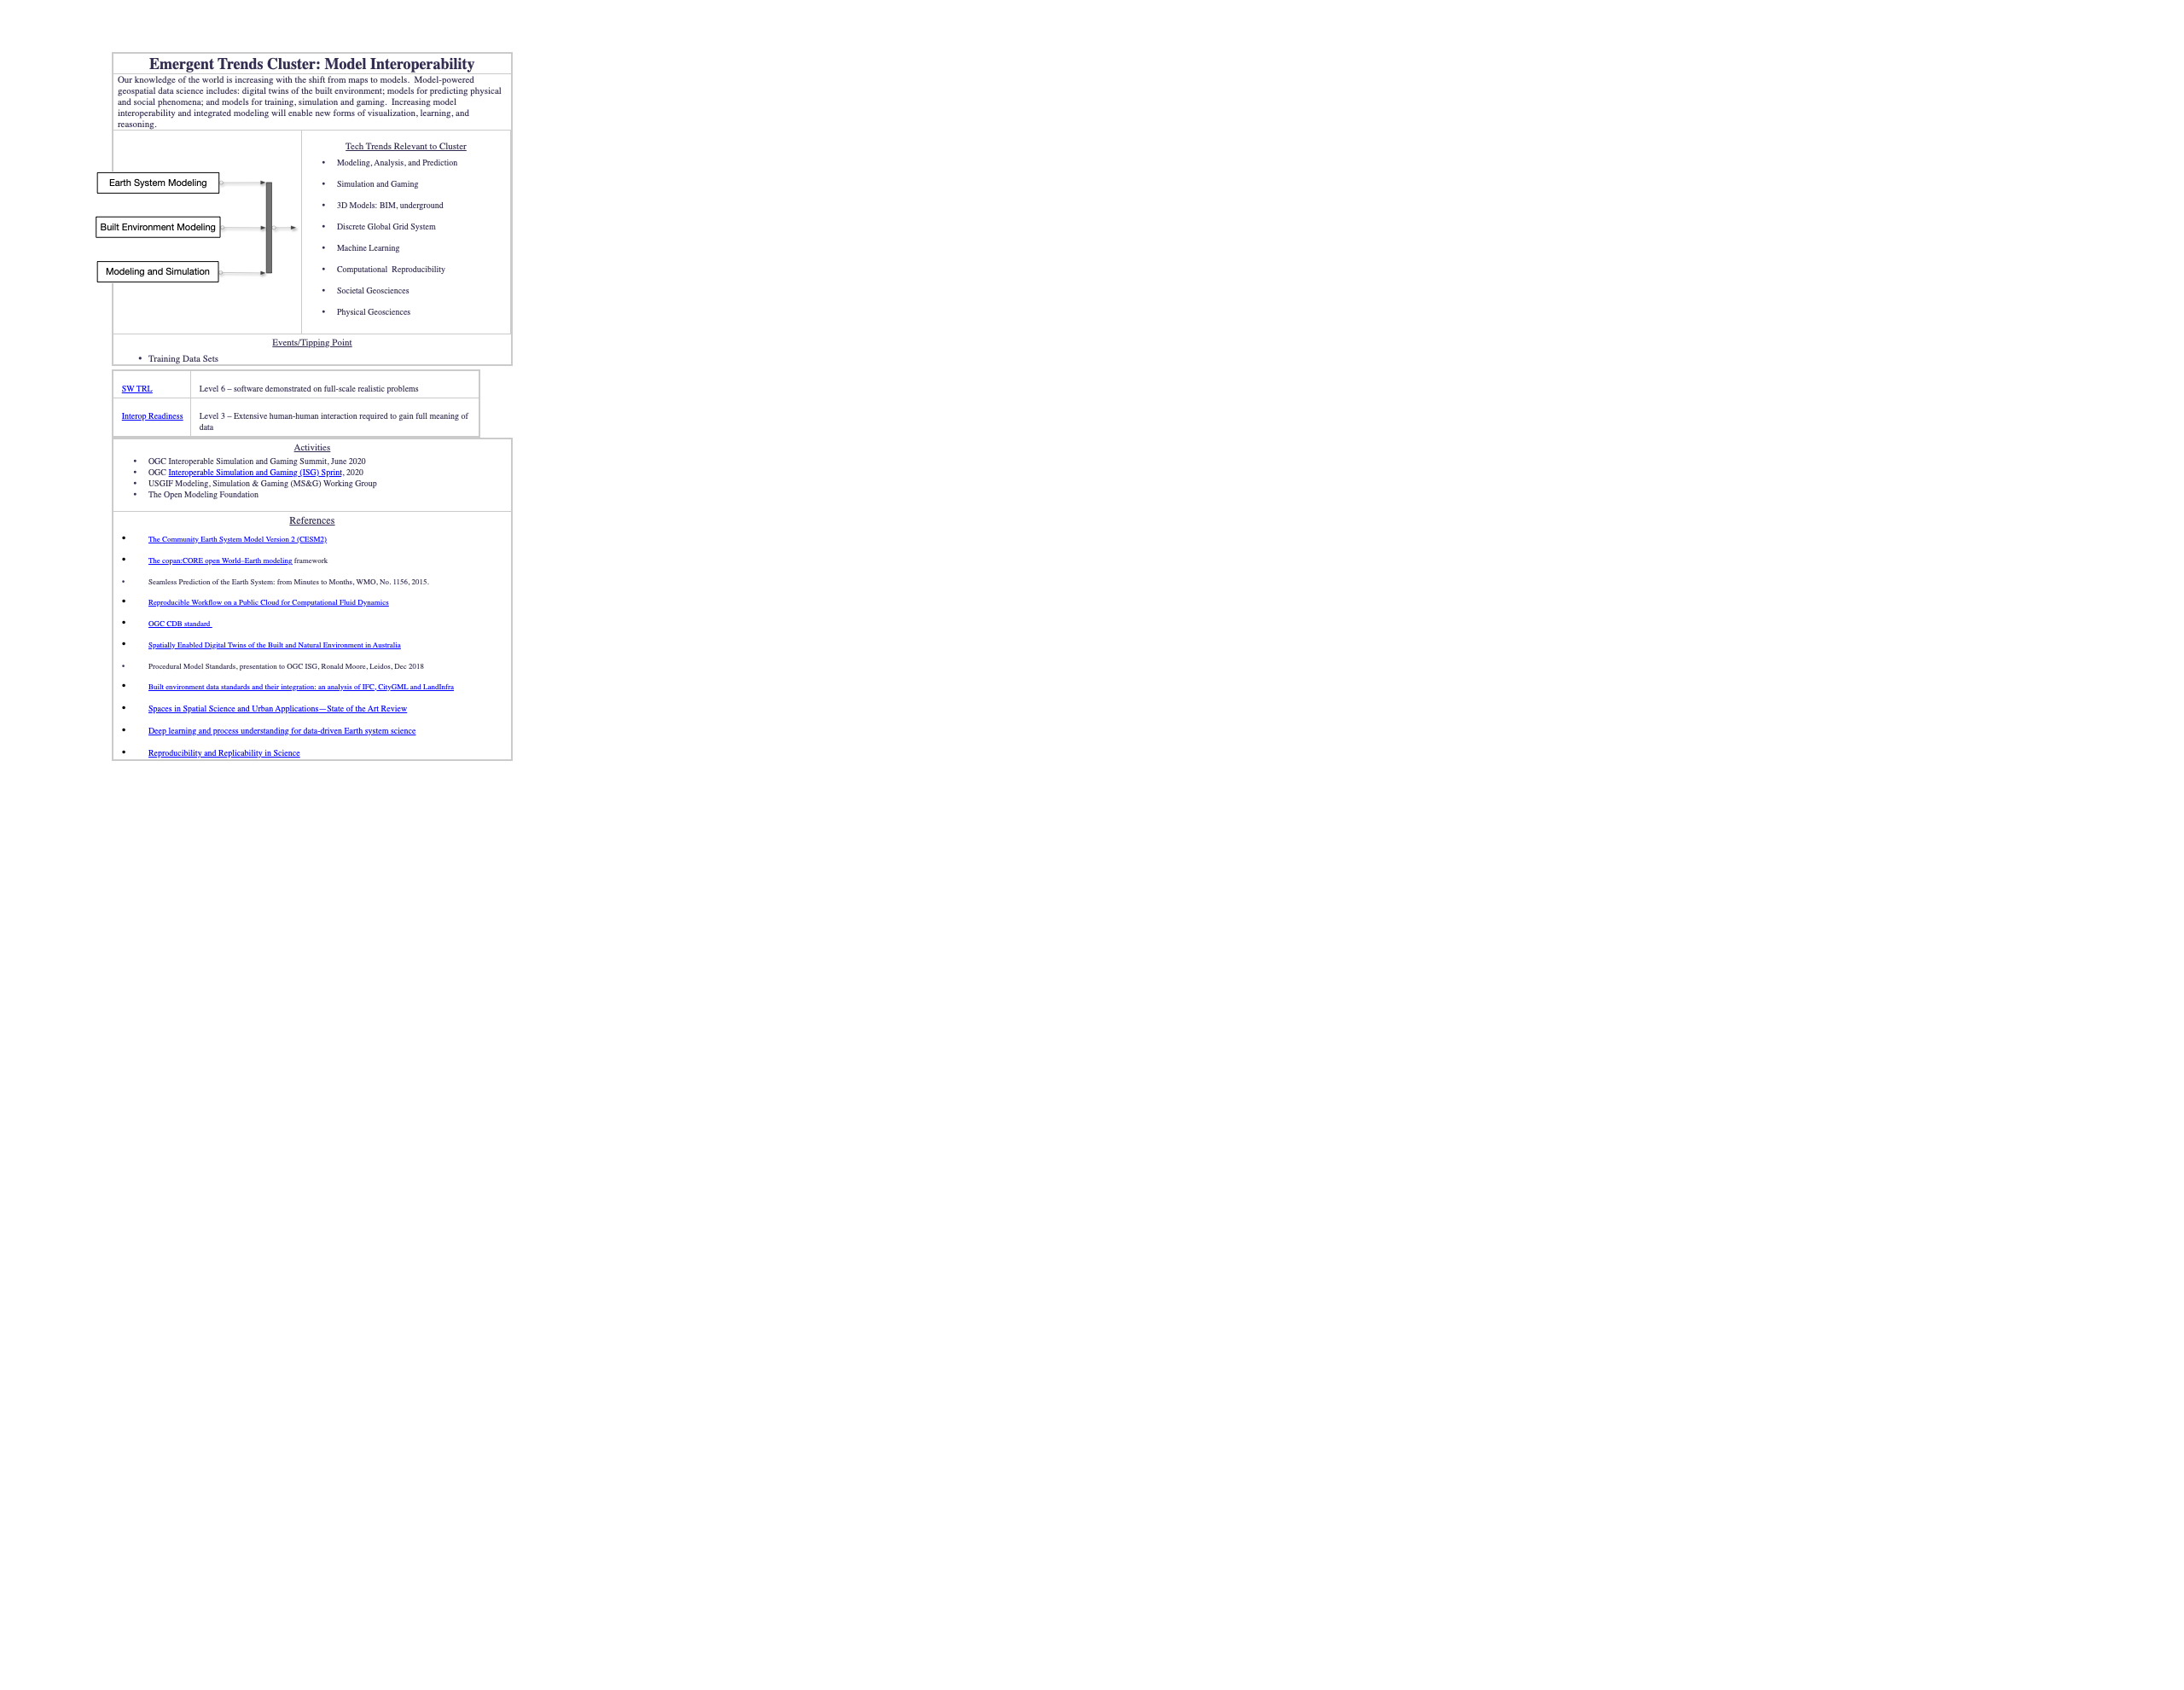 Emergent Trends Cluster: Model Interoperability
Our knowledge of the world is increasing with the shift from maps to models.  Model-powered
geospatial data science includes: digital twins of the built environment; models for predicting physical
and social phenomena; and models for training, simulation and gaming.  Increasing model
interoperability and integrated modeling will enable new forms of visualization, learning, and
reasoning.
Earth System Modeling
Built Environment Modeling
Modeling and Simulation
Tech Trends Relevant to Cluster
• Modeling, Analysis, and Prediction
• Simulation and Gaming
• 3D Models: BIM, underground
• Discrete Global Grid System
• Machine Learning
• Computational  Reproducibility
• Societal Geosciences
• Physical Geosciences
Events/Tipping Point
• Training Data Sets
SW TRL
Level 6 – software demonstrated on full-scale realistic problems
Interop Readiness
Level 3 – Extensive human-human interaction required to gain full meaning of
data
Activities
• OGC Interoperable Simulation and Gaming Summit, June 2020
• OGC Interoperable Simulation and Gaming (ISG) Sprint, 2020
• USGIF Modeling, Simulation & Gaming (MS&G) Working Group
• The Open Modeling Foundation
References
• The Community Earth System Model Version 2 (CESM2)
• The copan:CORE open World–Earth modeling framework
• Seamless Prediction of the Earth System: from Minutes to Months, WMO, No. 1156, 2015.
• Reproducible Workflow on a Public Cloud for Computational Fluid Dynamics
• OGC CDB standard
• Spatially Enabled Digital Twins of the Built and Natural Environment in Australia
• Procedural Model Standards, presentation to OGC ISG, Ronald Moore, Leidos, Dec 2018
• Built environment data standards and their integration: an analysis of IFC, CityGML and LandInfra
• Spaces in Spatial Science and Urban Applications—State of the Art Review
• Deep learning and process understanding for data-driven Earth system science
• Reproducibility and Replicability in Science